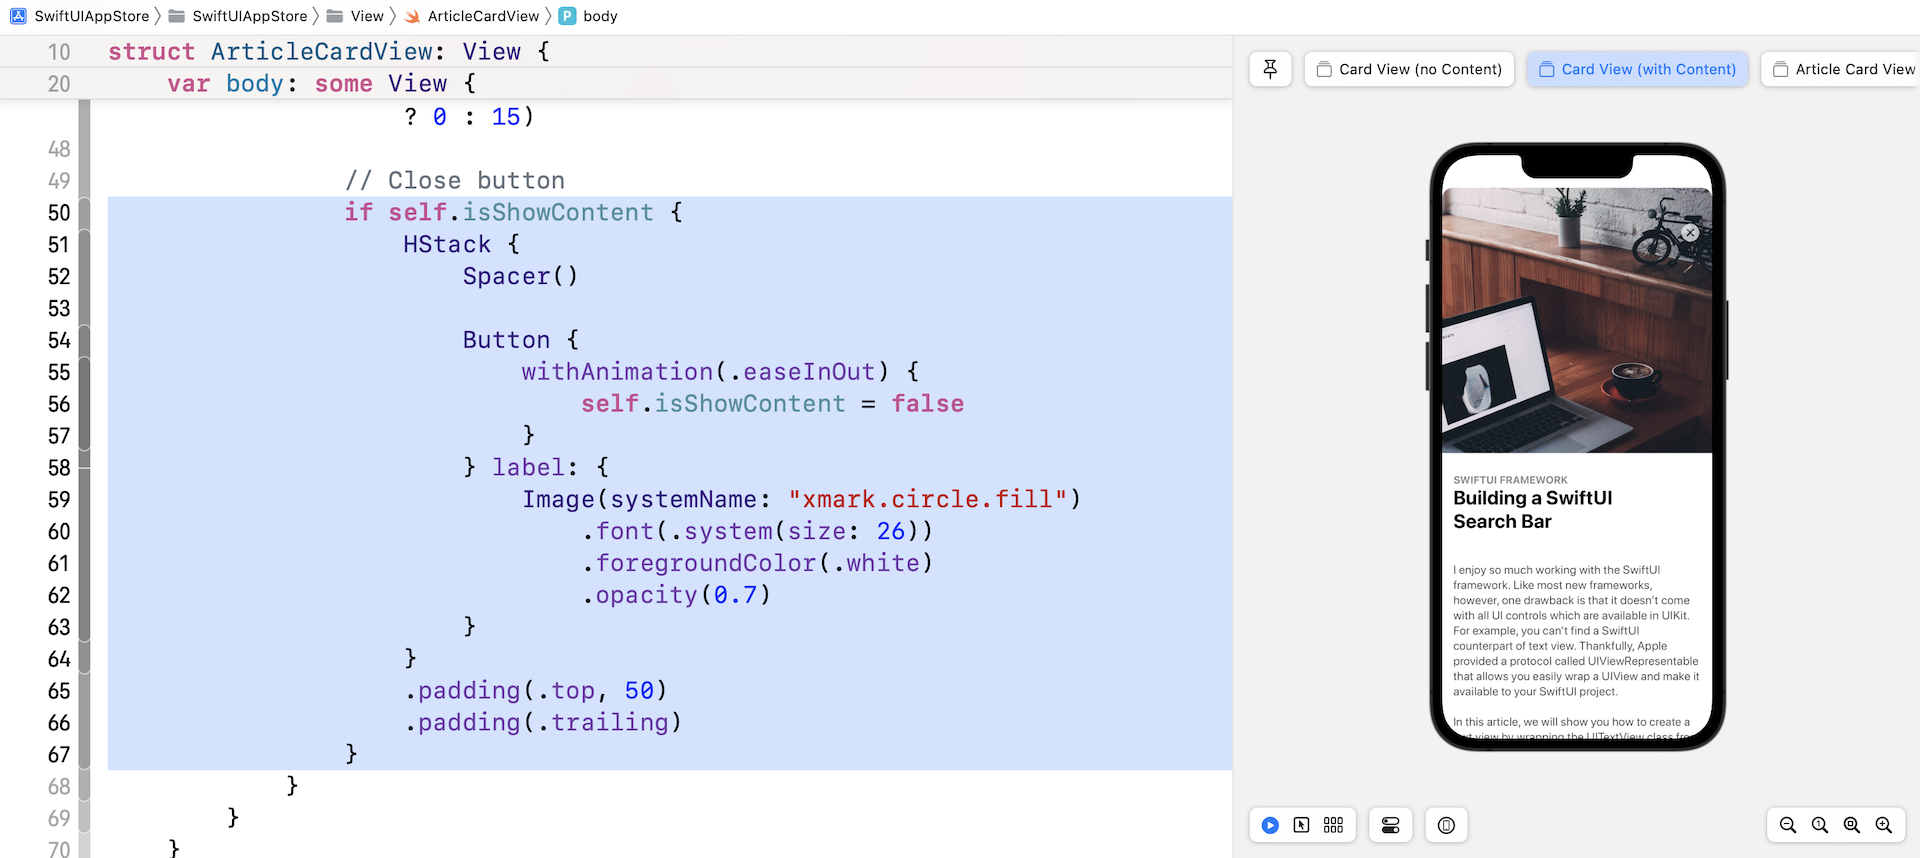 SwiftUIAppStore SwiftUIAppStore View ArticleCardView P body
10 struct ArticleCardView: View {
20 var body: some View {
? 0 : 15)
48
49 // Close button
50 if self.isShowContent {
51 HStack {
52 Spacer()
53
54 Button {
55 withAnimation(.easeInOut) {
56 self.isShowContent = false
57 }
58 } label: {
59 Image(systemName: "xmark.circle.fill")
60 .font(.system(size: 26))
61 .foregroundColor(.white)
62 .opacity(0.7)
63 }
64 }
65 .padding(.top, 50)
66 .padding(.trailing)
67 }
68 }
69 }
70 }
Card View (no Content) Card View (with Content) Article Card View
SWIFTUI FRAMEWORK
Building a SwiftUI
Search Bar
I enjoy so much working with the SwiftUI
framework. Like most new frameworks,
however, one drawback is that it doesn't come
with all UI controls which are available in UIKit.
For example, you can't find a SwiftUI
counterpart of text view. Thankfully, Apple
provided a protocol called UIViewRepresentable
that allows you easily wrap a UIView and make it
available to your SwiftUI project.
In this article, we will show you how to create a
view by wrapping the UITextView class